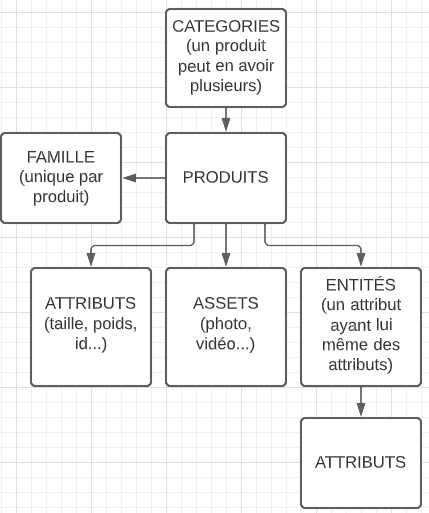 CATEGORIES
(un produit
peut en avoir
plusieurs)
FAMILLE
(unique par
produit)
PRODUITS
ATTRIBUTS
(taille, poids,
id...)
ASSETS
(photo,
vidéo...)
ENTITÉS
(un attribut
ayant lui
même des
attributs)
ATTRIBUTS